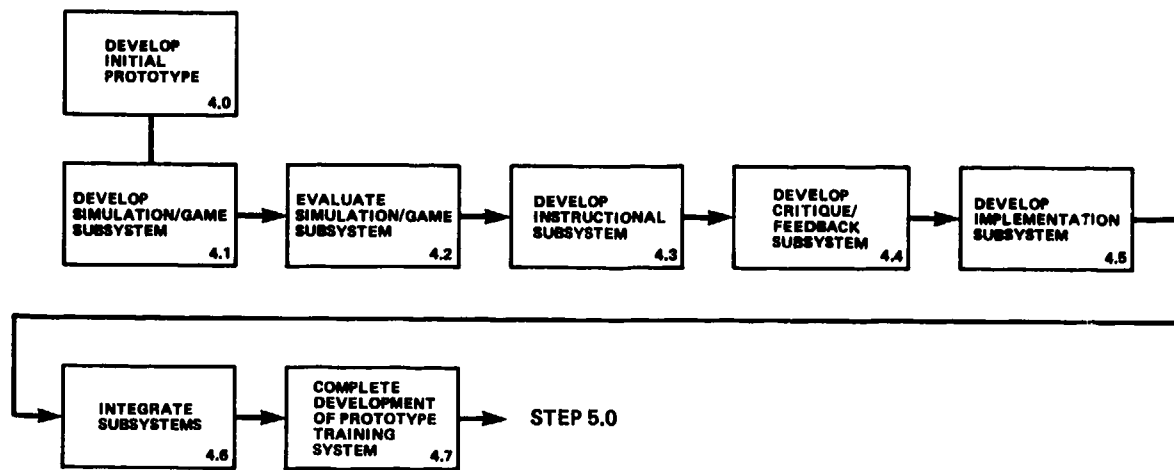 DEVELOP
INITIAL
PROTOTYPE
4.0
DEVELOP
SIMULATION/GAME
SUBSYSTEM
4.1
EVALUATE
SIMULATION/GAME
SUBSYSTEM
4.2
DEVELOP
INSTRUCTIONAL
SUBSYSTEM
4.3
DEVELOP
CRITIQUE/
FEEDBACK
SUBSYSTEM
4.4
DEVELOP
IMPLEMENTATION
SUBSYSTEM
4.5
INTEGRATE
SUBSYSTEMS
4.6
COMPLETE
DEVELOPMENT
OF PROTOTYPE
TRAINING
SYSTEM
4.7
STEP 5.0